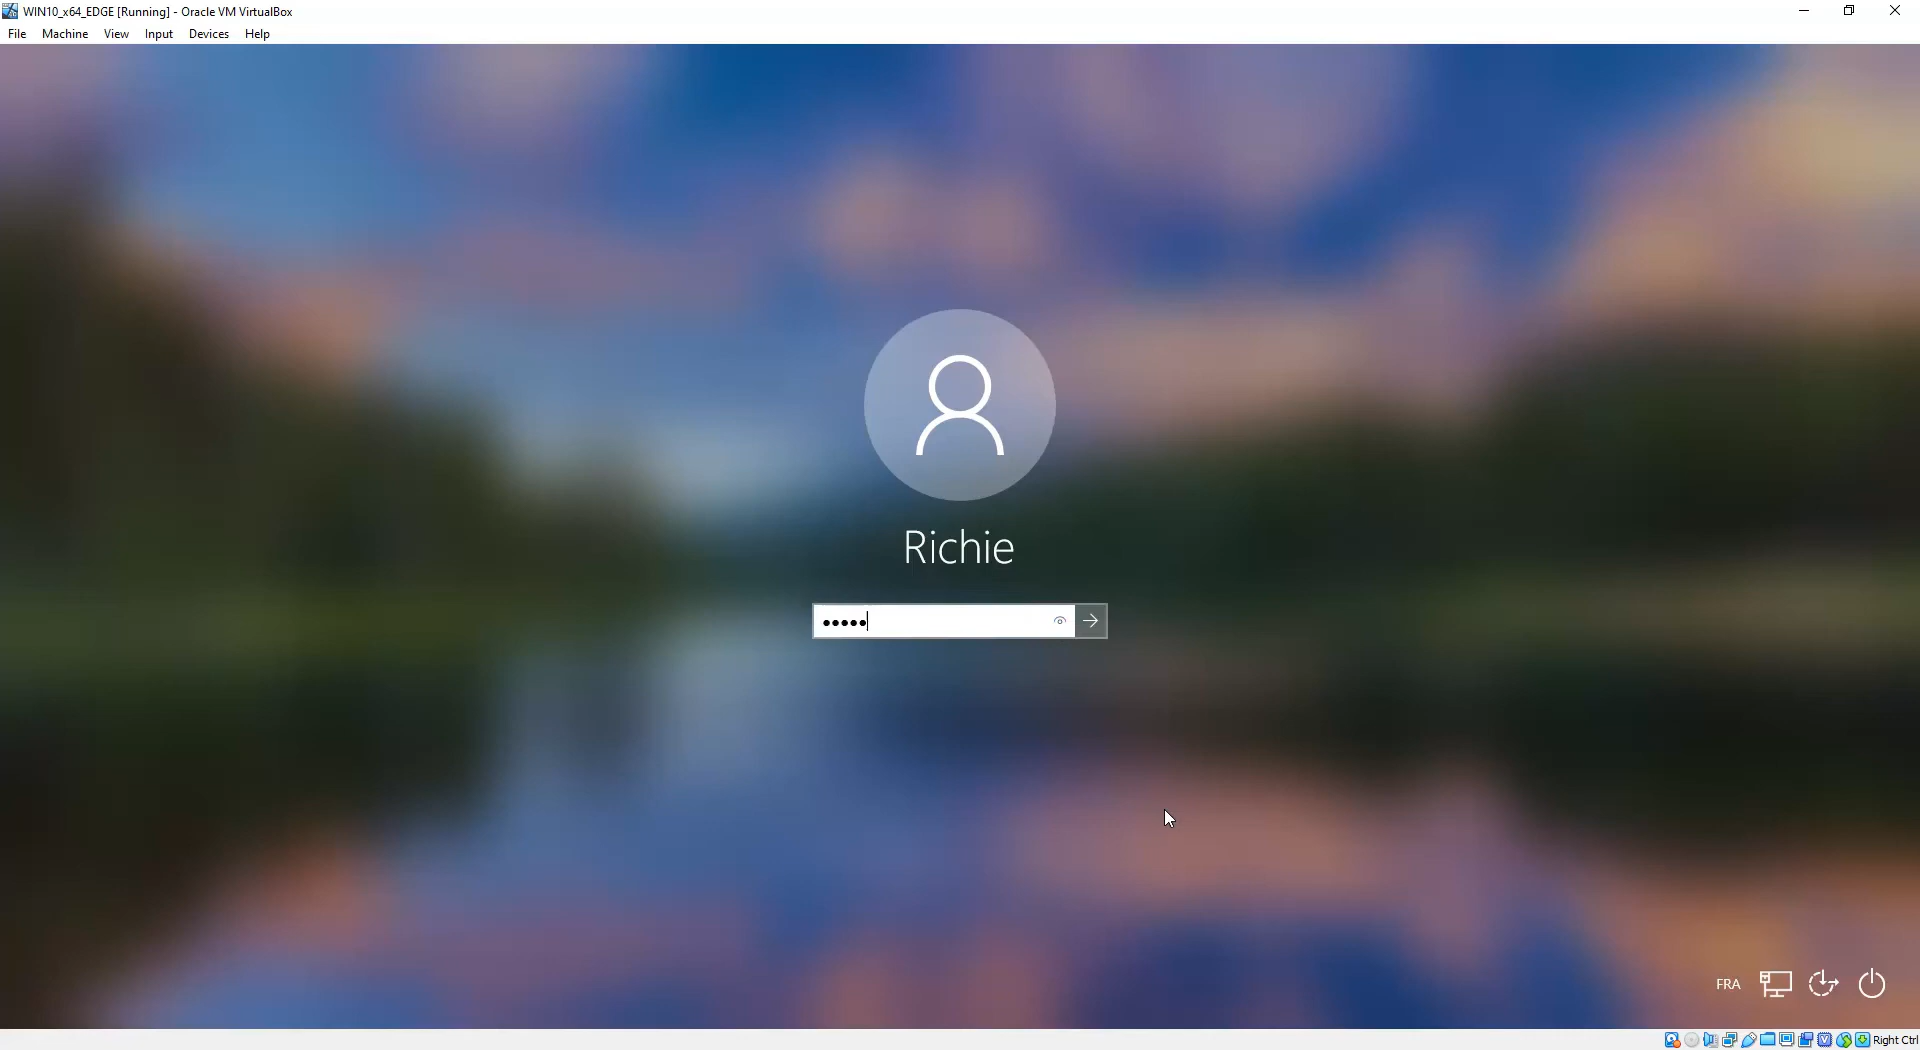 WIN10_x64_EDGE [Running] - Oracle VM VirtualBox
File Machine View Input Devices Help
Richie
FRA
Right Ctrl